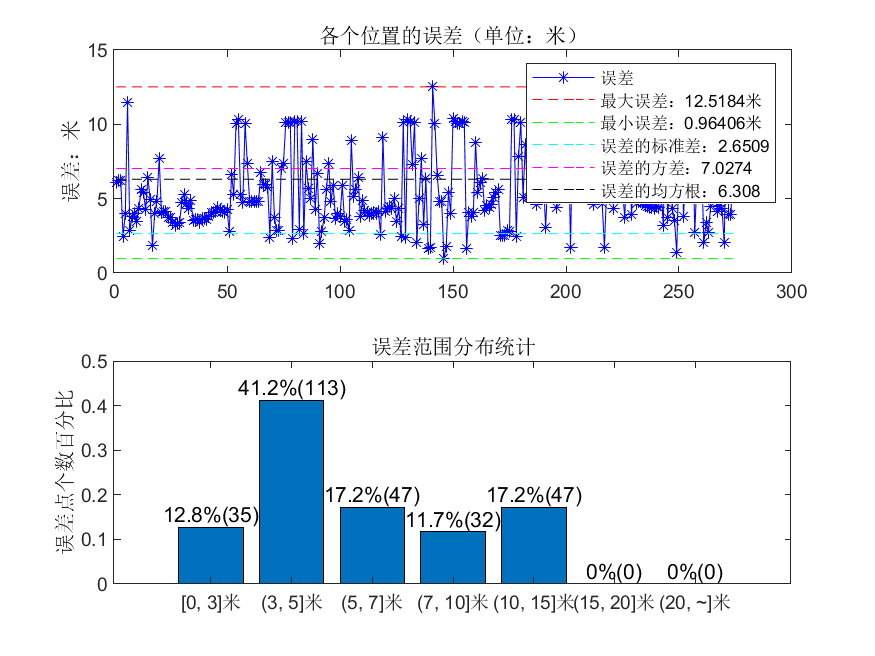 各个位置的误差（单位：米）
误差：米
15
10
5
0
误差
最大误差：12.5184米
最小误差：0.96406米
误差的标准差：2.6509
误差的方差：7.0274
误差的均方根：6.308
0 50 100 150 200 250 300
误差范围分布统计
误差点个数百分比
0.5
0.4
0.3
0.2
0.1
0
12.8%(35)
41.2%(113)
17.2%(47)
11.7%(32)
17.2%(47)
0%(0)
0%(0)
[0, 3]米 (3, 5]米 (5, 7]米 (7, 10]米 (10, 15]米 (15, 20]米 (20, ~]米